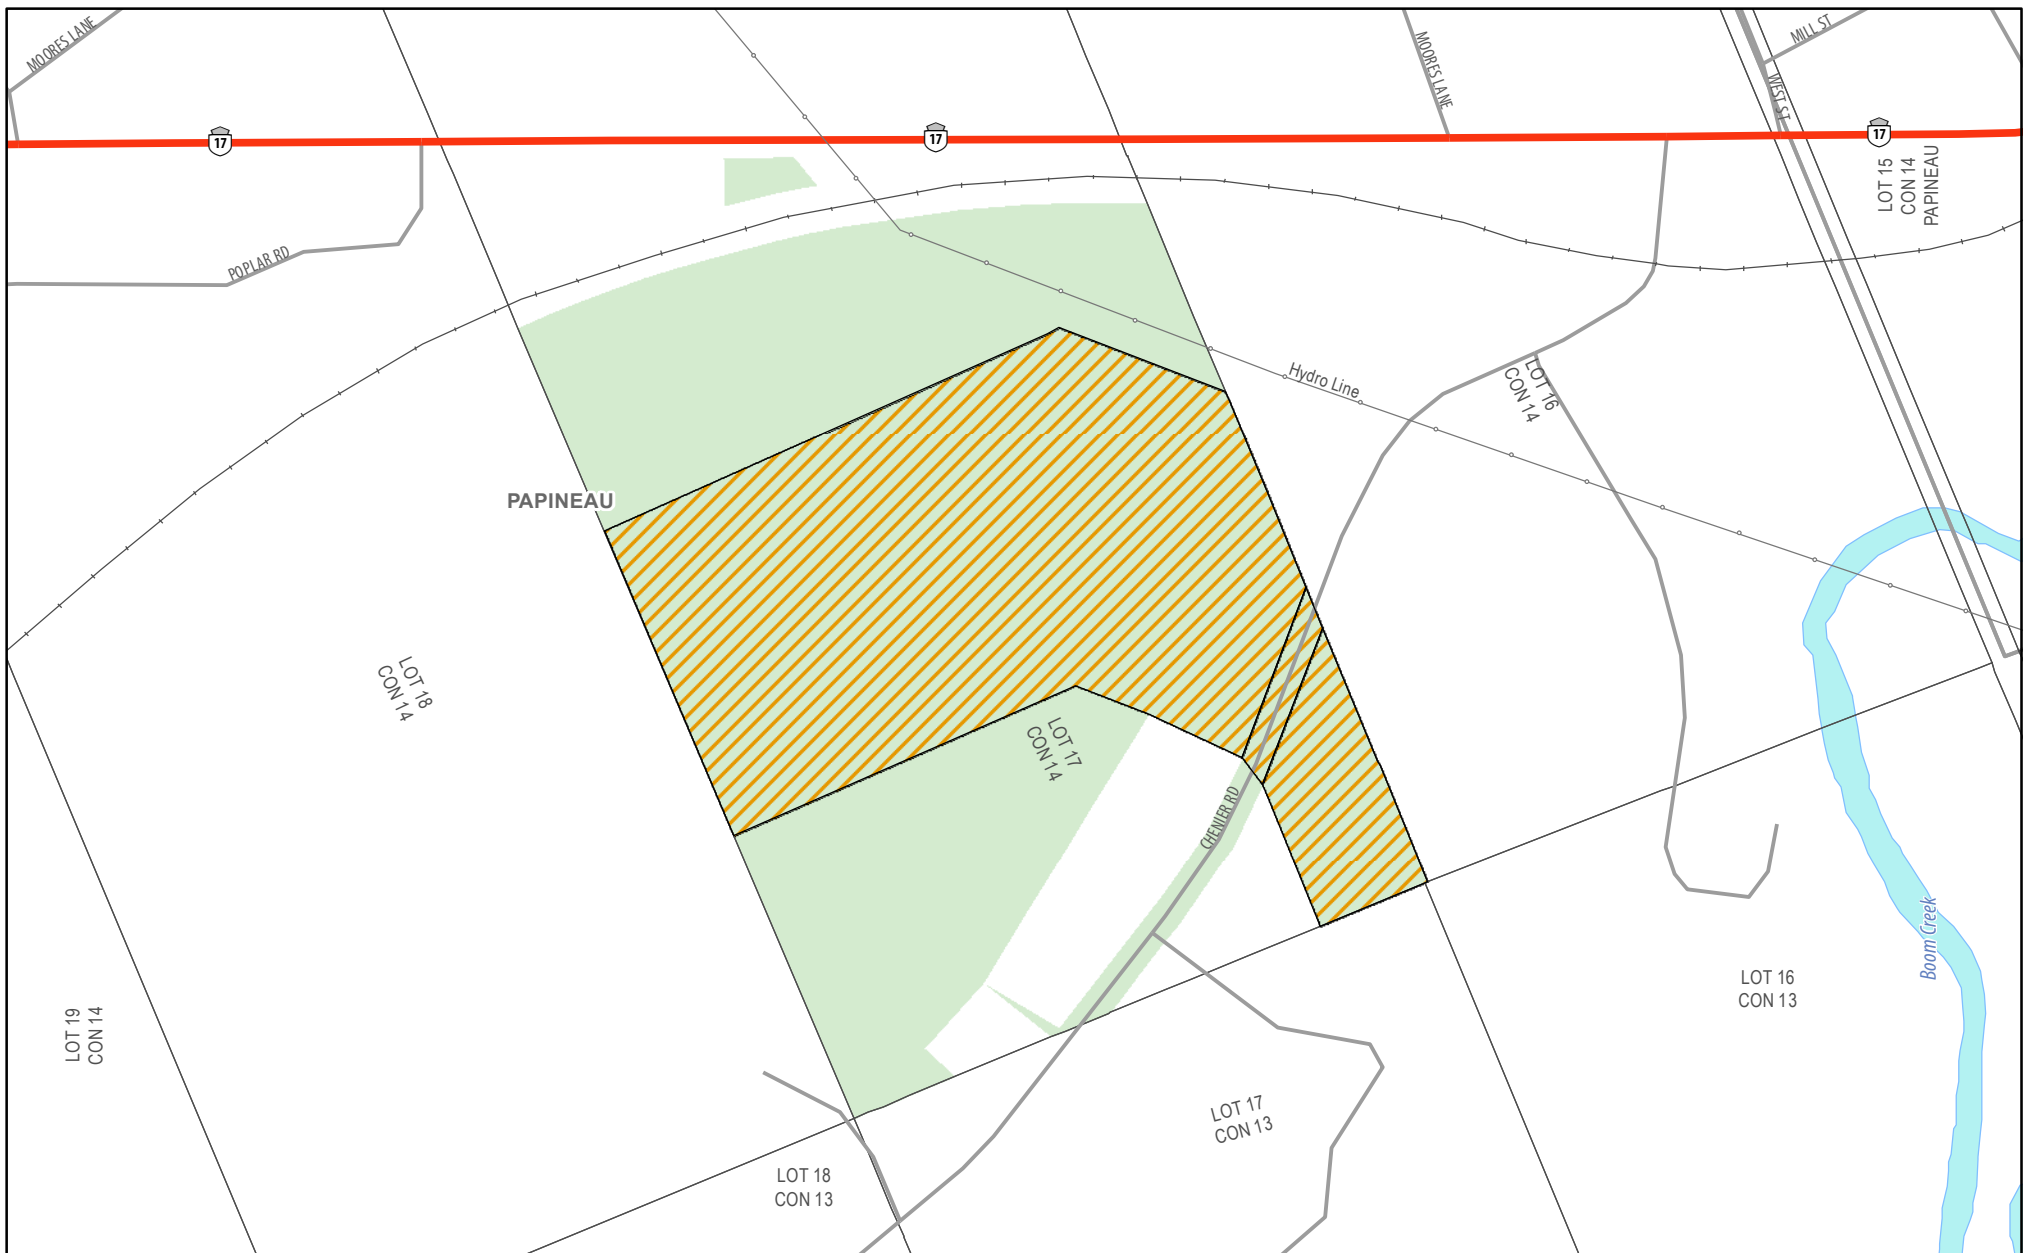 MOORES LANE
MOORES LANE
MILL ST
WEST ST
17
17
17
LOT 15
CON 14
PAPINEAU
POPLAR RD
Hydro Line
LOT 16
CON 14
PAPINEAU
LOT 18
CON 14
LOT 17
CON 14
CHENIER RD
Boom Creek
LOT 16
CON 13
LOT 19
CON 14
LOT 17
CON 13
LOT 18
CON 13